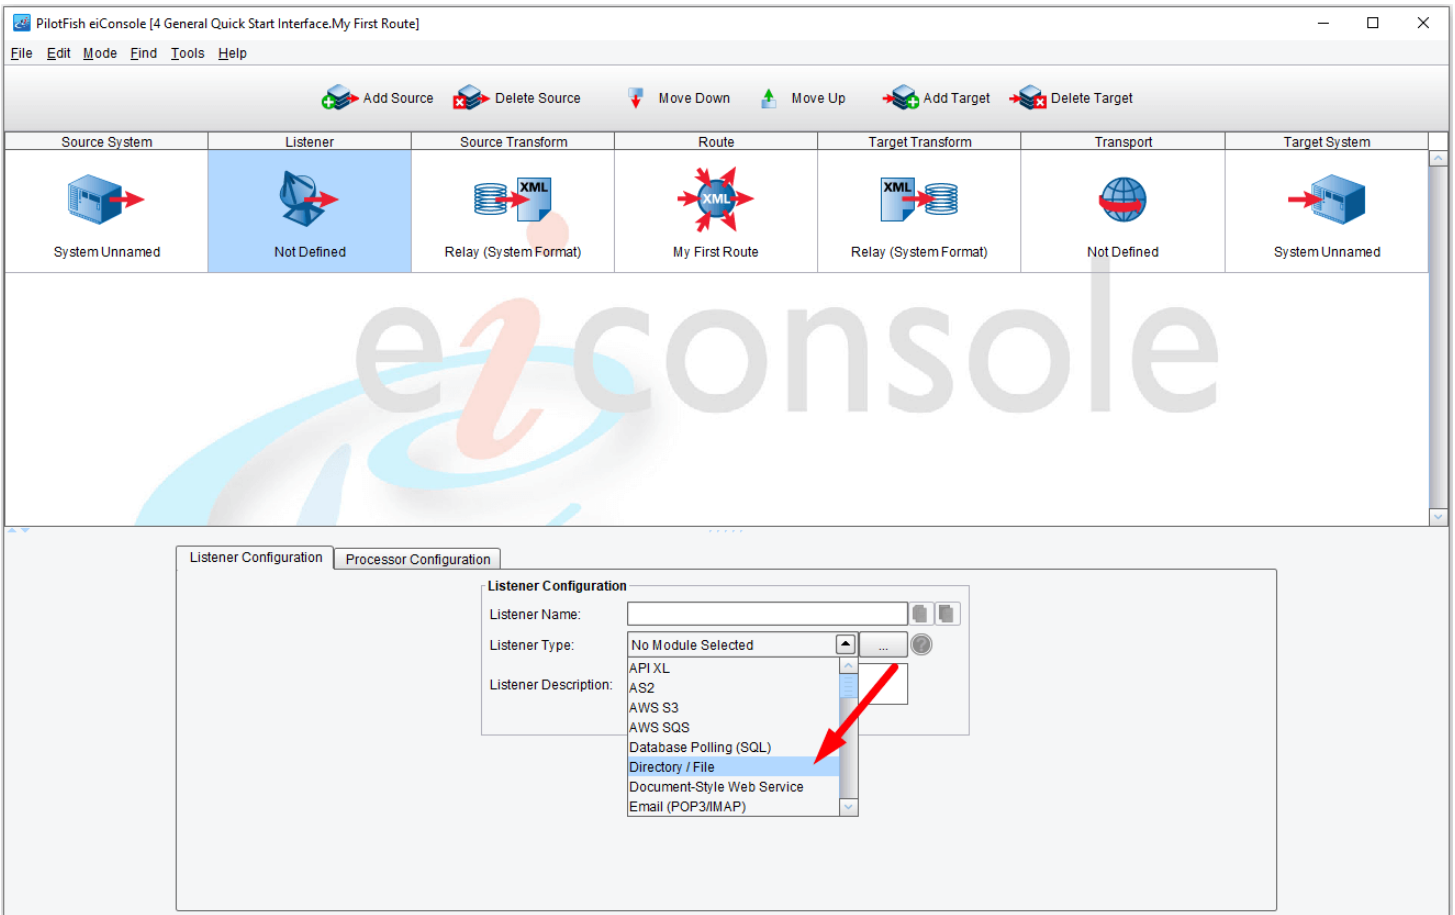 PilotFish eiConsole [4 General Quick Start Interface.My First Route]
File Edit Mode Find Tools Help
Add Source Delete Source Move Down Move Up Add Target Delete Target
Source System Listener Source Transform Route Target Transform Transport Target System
XML XML XML
System Unnamed Not Defined Relay (System Format) My First Route Relay (System Format) Not Defined System Unnamed
eiconsole
Listener Configuration Processor Configuration
Listener Configuration
Listener Name:
Listener Type: No Module Selected ... ?
Listener Description:
API XL
AS2
AWS S3
AWS SQS
Database Polling (SQL)
Directory / File
Document-Style Web Service
Email (POP3/IMAP)